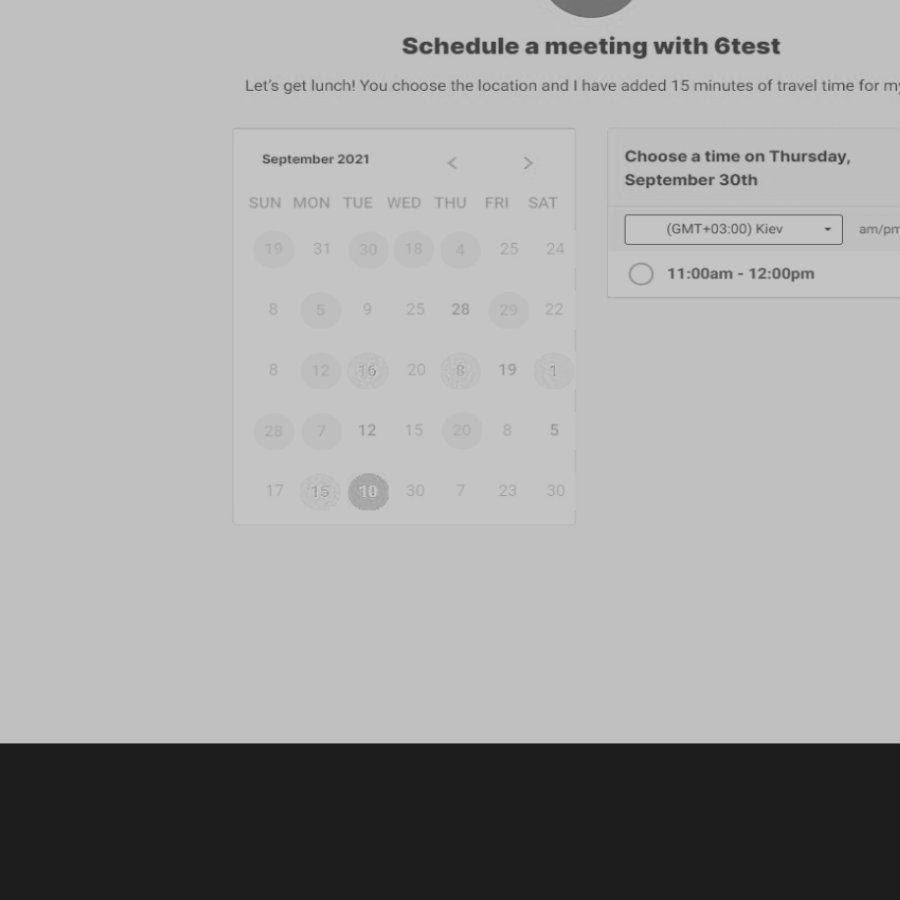 Schedule a meeting with 6test
Let's get lunch! You choose the location and I have added 15 minutes of travel time for my
September 2021 < >
SUN MON TUE WED THU FRI SAT
19 31 30 18 4 25 24
8 5 9 25 28 29 22
8 12 16 20 8 19 1
28 7 12 15 20 8 5
17 15 10 30 7 23 30
Choose a time on Thursday,
September 30th
(GMT+03:00) Kiev am/pm
11:00am - 12:00pm